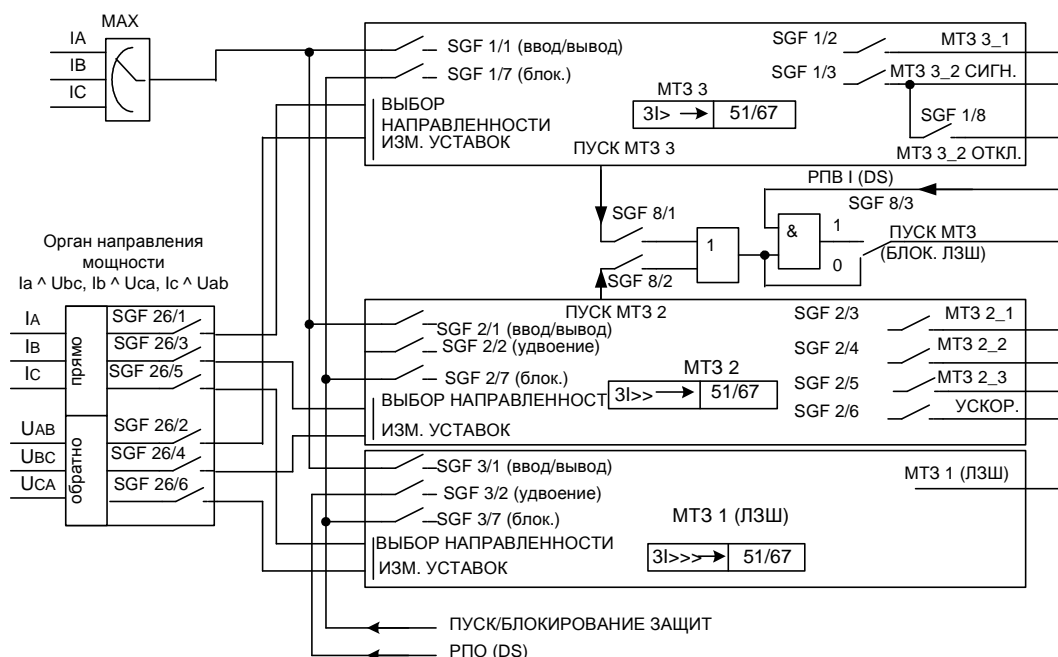 MAX
IA
IB
IC
SGF 1/1 (ввод/вывод)
SGF 1/7 (блок.)
ВЫБОР
НАПРАВЛЕННОСТИ
ИЗМ. УСТАВОК
МТЗ 3
3I>
51/67
ПУСК МТЗ 3
SGF 1/2
МТЗ 3_1
SGF 1/3
МТЗ 3_2 СИГН.
SGF 1/8
МТЗ 3_2 ОТКЛ.
РПВ I (DS)
SGF 8/3
SGF 8/1
1
&
1
0
ПУСК МТЗ
(БЛОК. ЛЗШ)
SGF 8/2
Орган направления
мощности
Ia ^ Ubc, Ib ^ Uca, Ic ^ Uab
IA
IB
IC
прямо
SGF 26/1
SGF 26/3
SGF 26/5
UAB
UBC
UCA
обратно
SGF 26/2
SGF 26/4
SGF 26/6
ПУСК МТЗ 2
SGF 2/1 (ввод/вывод)
SGF 2/2 (удвоение)
SGF 2/7 (блок.)
ВЫБОР НАПРАВЛЕННОСТ
ИЗМ. УСТАВОК
МТЗ 2
3I>>
51/67
SGF 2/3
МТЗ 2_1
SGF 2/4
МТЗ 2_2
SGF 2/5
МТЗ 2_3
SGF 2/6
УСКОР.
SGF 3/1 (ввод/вывод)
SGF 3/2 (удвоение)
SGF 3/7 (блок.)
ВЫБОР НАПРАВЛЕННОСТИ
ИЗМ. УСТАВОК
МТЗ 1 (ЛЗШ)
3I>>>
51/67
МТЗ 1 (ЛЗШ)
ПУСК/БЛОКИРОВАНИЕ ЗАЩИТ
РПО (DS)